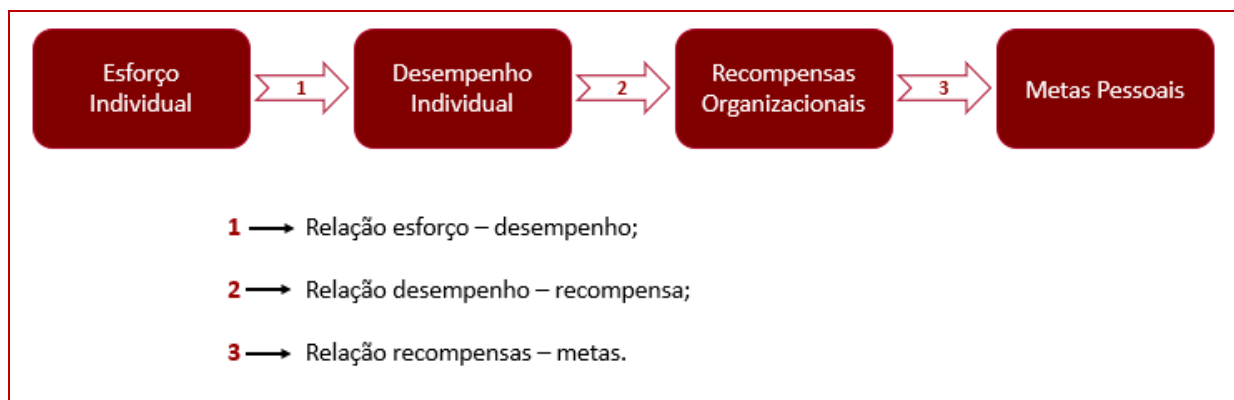 Esforço
Individual
1
Desempenho
Individual
2
Recompensas
Organizacionais
3
Metas Pessoais
1 → Relação esforço – desempenho;
2 → Relação desempenho – recompensa;
3 → Relação recompensas – metas.